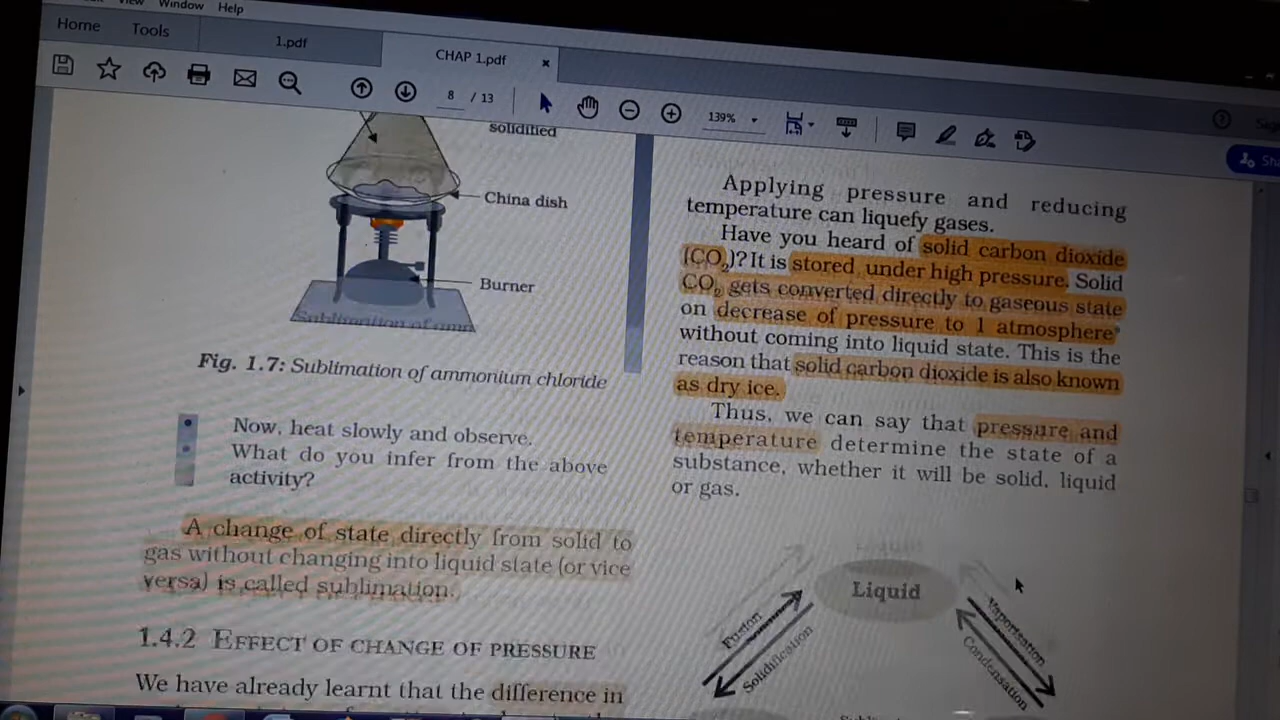 Window Help
Home Tools 1.pdf CHAP 1.pdf ×
8 / 13 139%
solidified
China dish
Burner
Fig. 1.7: Sublimation of ammonium chloride
Now, heat slowly and observe.
What do you infer from the above
activity?
A change of state directly from solid to
gas without changing into liquid state (or vice
versa) is called sublimation.
1.4.2 EFFECT OF CHANGE OF PRESSURE
We have already learnt that the difference in
Applying pressure and reducing
temperature can liquefy gases.
Have you heard of solid carbon dioxide
(CO₂)? It is stored under high pressure. Solid
CO₂ gets converted directly to gaseous state
on decrease of pressure to 1 atmosphere*
without coming into liquid state. This is the
reason that solid carbon dioxide is also known
as dry ice.
Thus, we can say that pressure and
temperature determine the state of a
substance, whether it will be solid, liquid
or gas.
Liquid
Fusion
Solidification
Vaporisation
Condensation